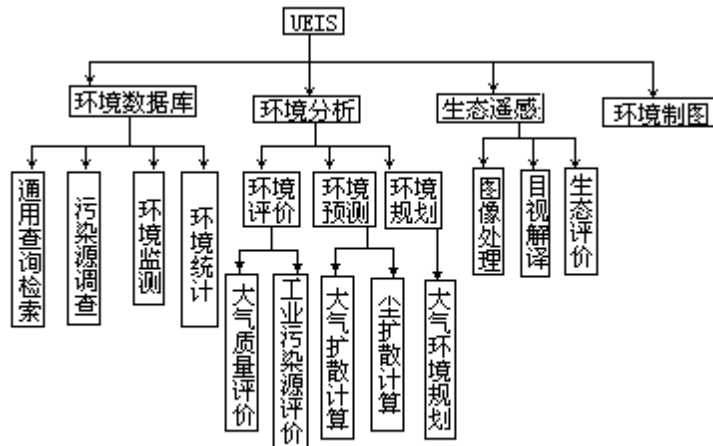 UEIS
环境数据库
环境分析
生态遥感
环境制图
通用查询检索
污染源调查
环境监测
环境统计
环境评价
环境预测
环境规划
图像处理
目视解译
生态评价
大气质量评价
工业污染源评价
大气扩散计算
尘扩散计算
大气环境规划